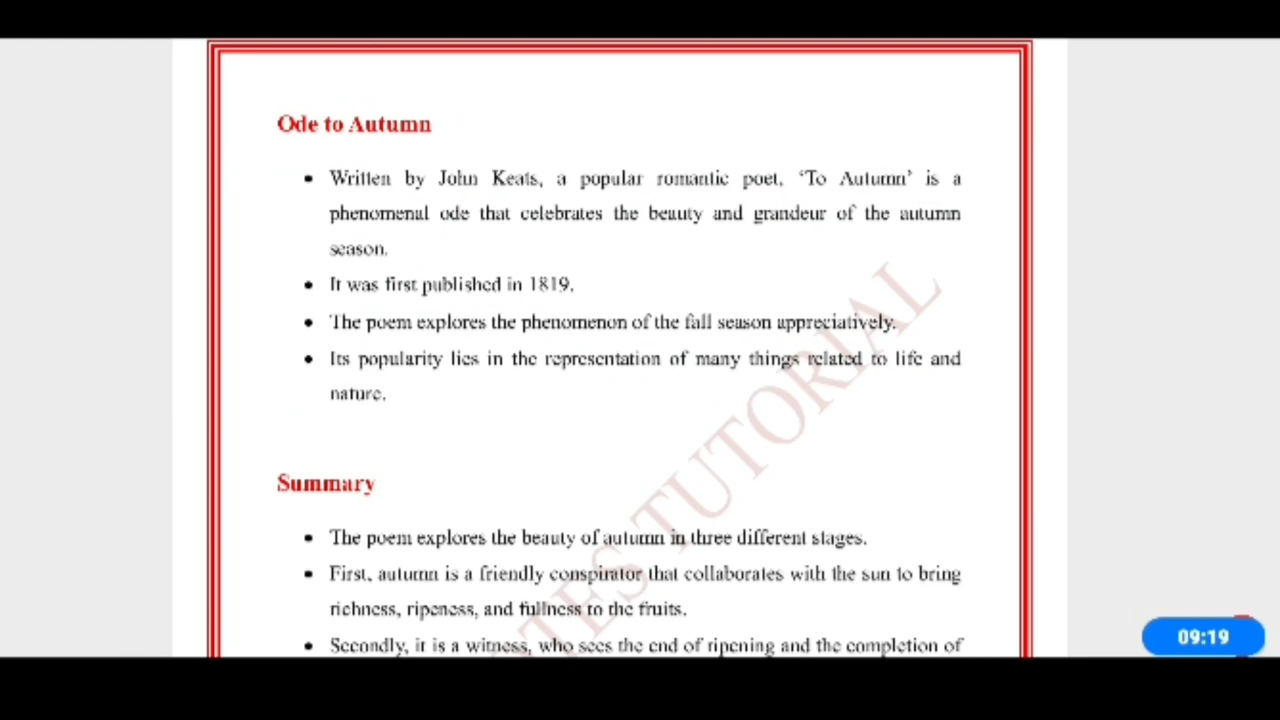 Ode to Autumn
• Written by John Keats, a popular romantic poet, ‘To Autumn’ is a
phenomenal ode that celebrates the beauty and grandeur of the autumn
season.
• It was first published in 1819.
• The poem explores the phenomenon of the fall season appreciatively.
• Its popularity lies in the representation of many things related to life and
nature.
Summary
• The poem explores the beauty of autumn in three different stages.
• First, autumn is a friendly conspirator that collaborates with the sun to bring
richness, ripeness, and fullness to the fruits.
• Secondly, it is a witness, who sees the end of ripening and the completion of
TES TUTORIAL
09:19